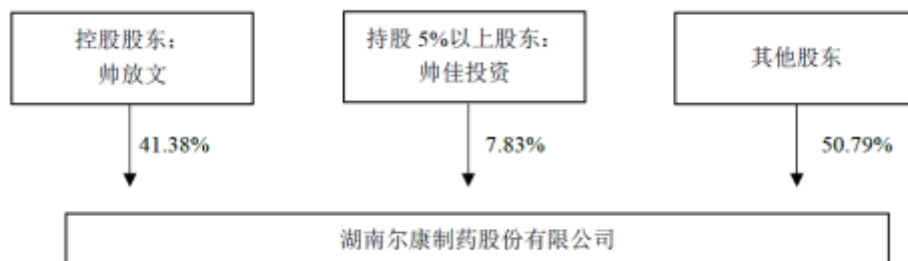 控股股东：
帅放文
持股 5%以上股东：
帅佳投资
其他股东
41.38%
7.83%
50.79%
湖南尔康制药股份有限公司